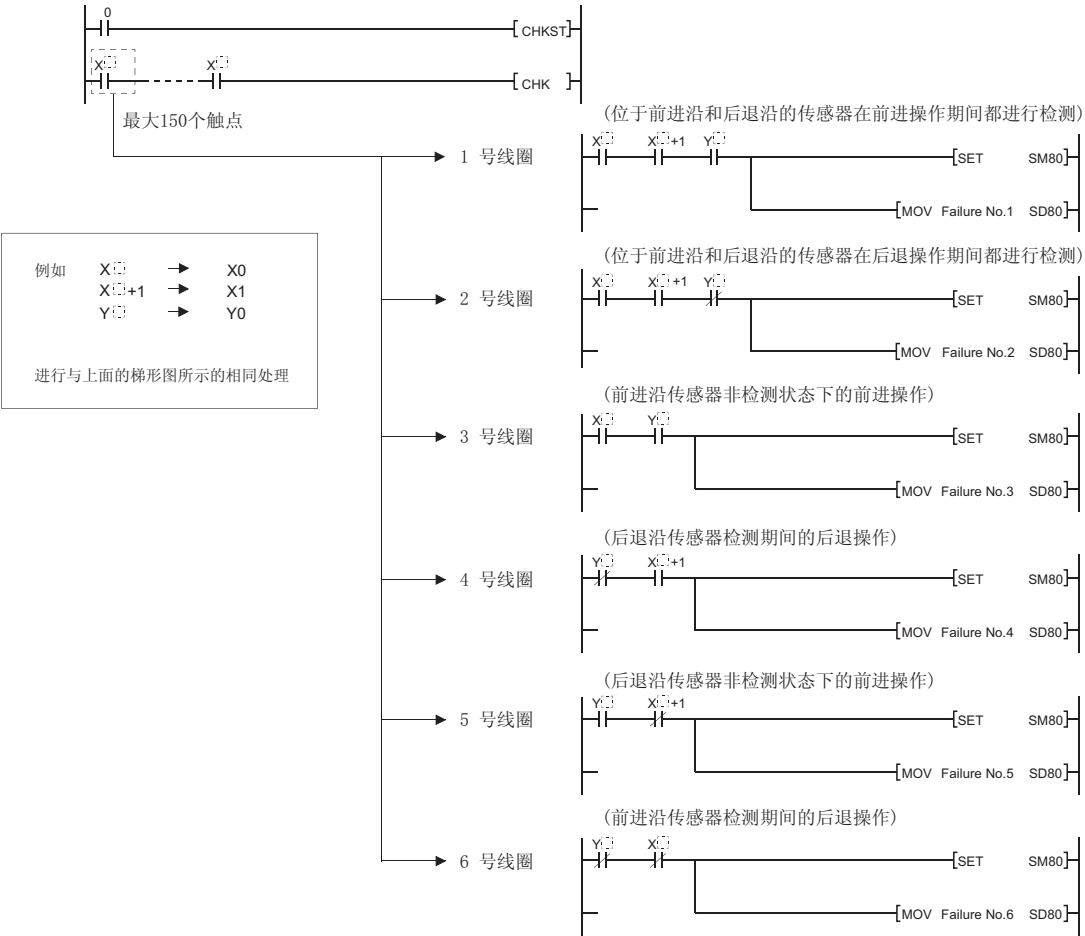 0
[ CHKST]
X⬚ X⬚
[ CHK ]
最大150个触点
(位于前进沿和后退沿的传感器在前进操作期间都进行检测)
1 号线圈
X⬚ X⬚+1 Y⬚
[SET SM80]
[MOV Failure No.1 SD80]
例如 X⬚ → X0
X⬚+1 → X1
Y⬚ → Y0
进行与上面的梯形图所示的相同处理
(位于前进沿和后退沿的传感器在后退操作期间都进行检测)
2 号线圈
X⬚ X⬚+1 Y⬚
[SET SM80]
[MOV Failure No.2 SD80]
(前进沿传感器非检测状态下的前进操作)
3 号线圈
X⬚ Y⬚
[SET SM80]
[MOV Failure No.3 SD80]
(后退沿传感器检测期间的后退操作)
4 号线圈
Y⬚ X⬚+1
[SET SM80]
[MOV Failure No.4 SD80]
(后退沿传感器非检测状态下的前进操作)
5 号线圈
Y⬚ X⬚+1
[SET SM80]
[MOV Failure No.5 SD80]
(前进沿传感器检测期间的后退操作)
6 号线圈
Y⬚ X⬚
[SET SM80]
[MOV Failure No.6 SD80]